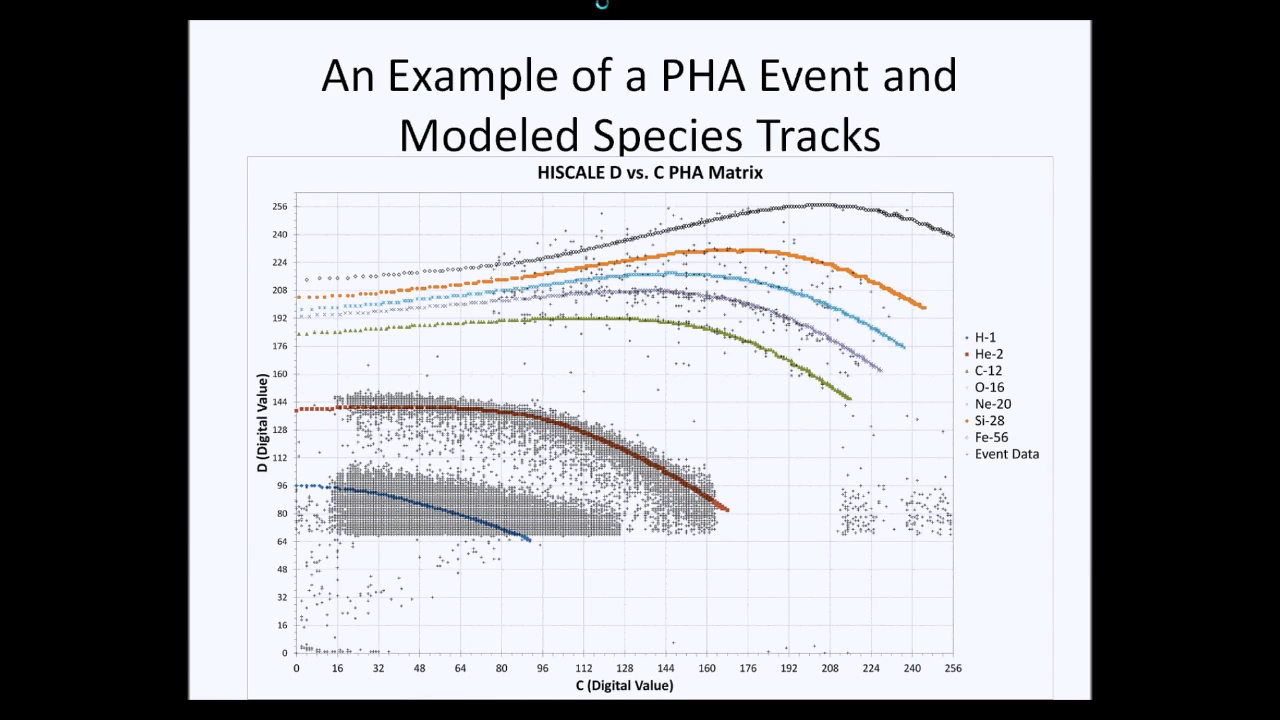 An Example of a PHA Event and
Modeled Species Tracks
HISCALE D vs. C PHA Matrix
256
240
224
208
192
176
160
144
128
112
96
80
64
48
32
16
0
D (Digital Value)
0 16 32 48 64 80 96 112 128 144 160 176 192 208 224 240 256
C (Digital Value)
H-1
He-2
C-12
O-16
Ne-20
Si-28
Fe-56
Event Data